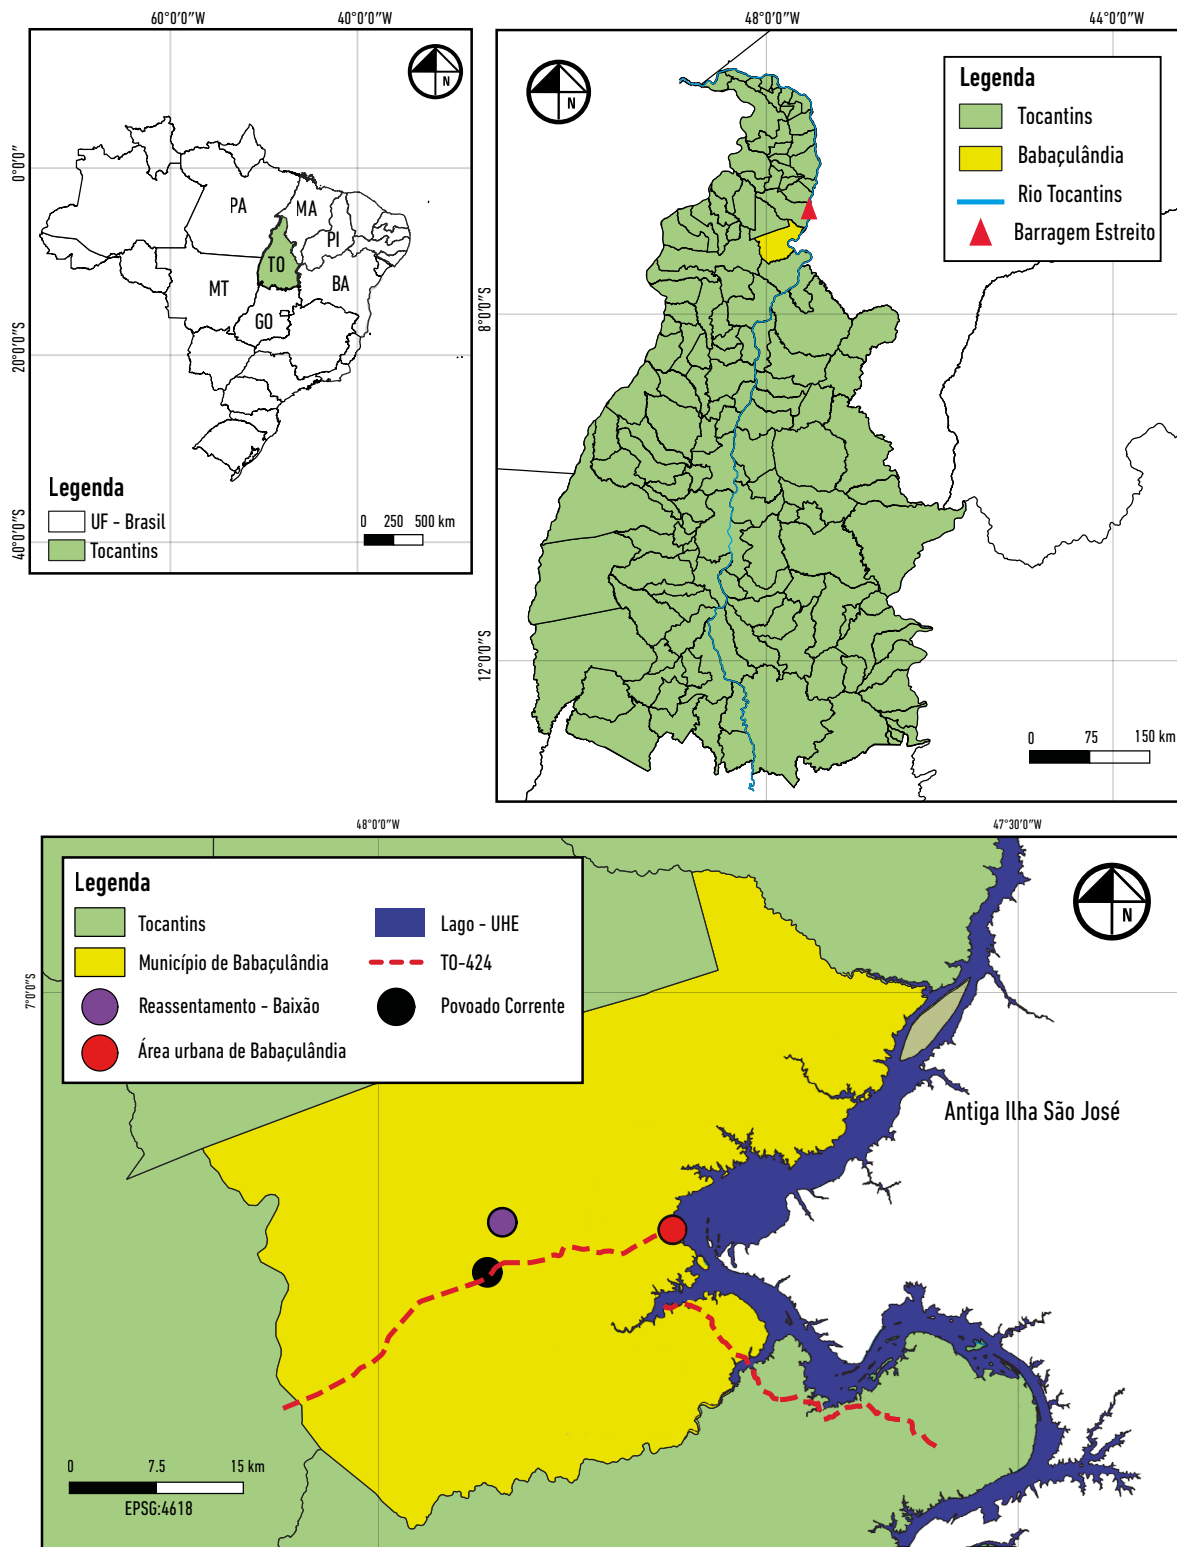 60°0'0"W 40°0'0"W
0°0'0"
20°0'0"S
40°0'0"S
N
PA
MA
PI
TO
MT
BA
GO
Legenda
UF - Brasil
Tocantins
0 250 500 km
48°0'0"W 44°0'0"W
8°0'0"S
12°0'0"S
N
Legenda
Tocantins
Babaçulândia
Rio Tocantins
Barragem Estreito
0 75 150 km
48°0'0"W 47°30'0"W
7°0'0"S
Legenda
Tocantins
Município de Babaçulândia
Reassentamento - Baixão
Área urbana de Babaçulândia
Lago - UHE
TO-424
Povoado Corrente
N
Antiga Ilha São José
0 7.5 15 km
EPSG:4618